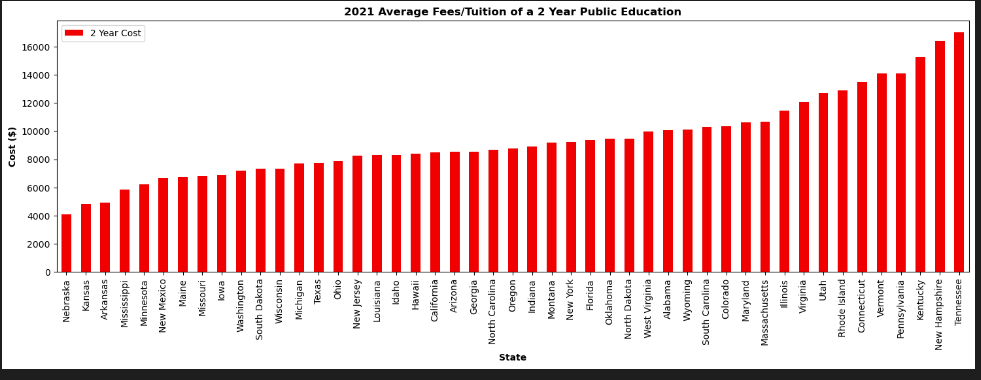 2021 Average Fees/Tuition of a 2 Year Public Education
2 Year Cost
16000
14000
12000
10000
8000
6000
4000
2000
0
Cost ($)
Nebraska
Kansas
Arkansas
Mississippi
Minnesota
New Mexico
Maine
Missouri
Iowa
Washington
South Dakota
Wisconsin
Michigan
Texas
Ohio
New Jersey
Louisiana
Idaho
Hawaii
California
Arizona
Georgia
North Carolina
Oregon
Indiana
Montana
New York
Florida
Oklahoma
North Dakota
West Virginia
Alabama
Wyoming
South Carolina
Colorado
Maryland
Massachusetts
Illinois
Virginia
Utah
Rhode Island
Connecticut
Vermont
Pennsylvania
Kentucky
New Hampshire
Tennessee
State